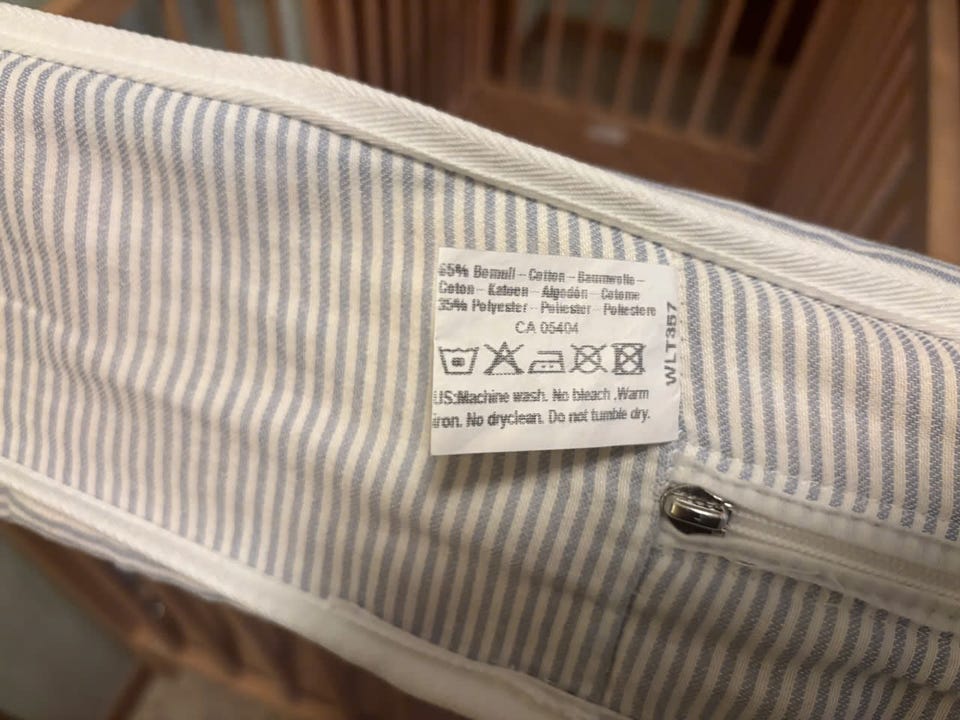 65% Bomull - Cotton - Baumwolle -
Coton - Katoen - Algodón - Cotone
35% Polyester - Poliester - Poliestere
CA 05404
US:Machine wash. No bleach .Warm
iron. No dryclean. Do not tumble dry.
WLT357